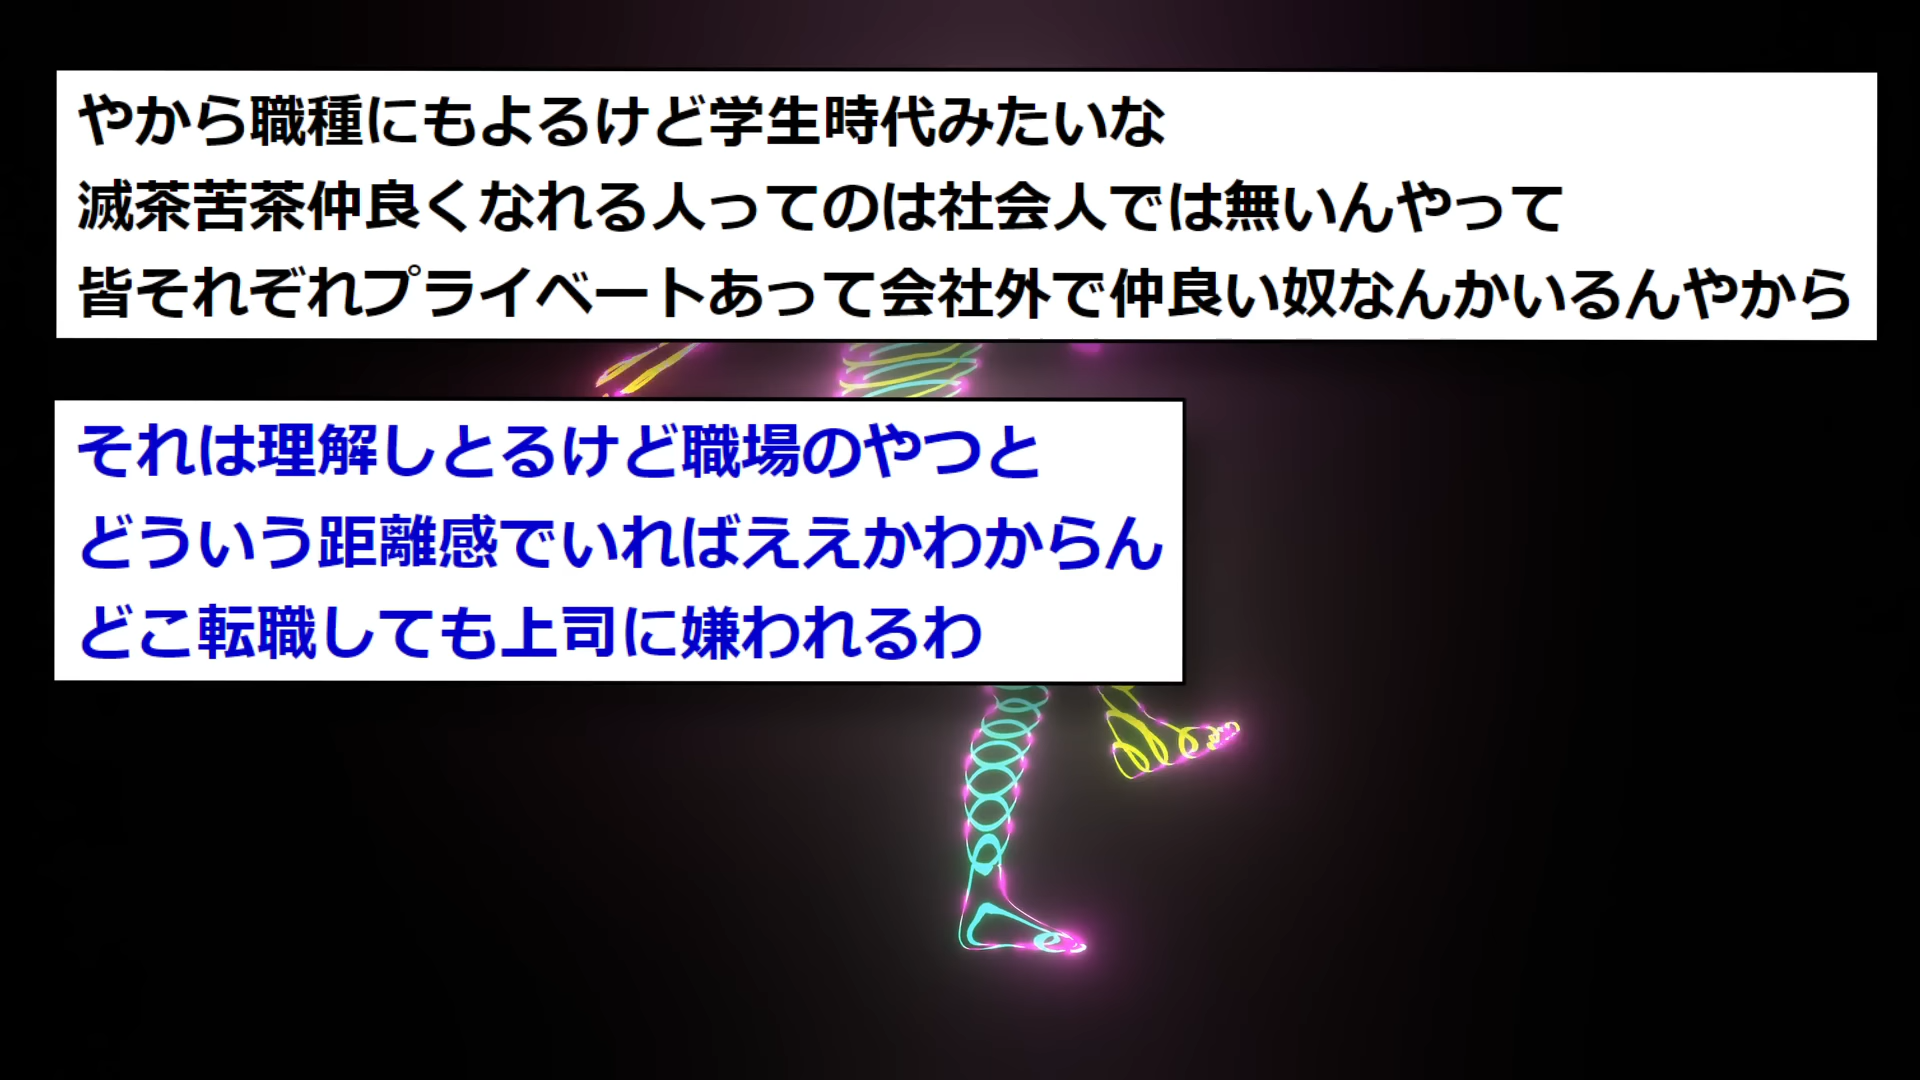 やから職種にもよるけど学生時代みたいな
滅茶苦茶仲良くなれる人ってのは社会人では無いんやって
皆それぞれプライベートあって会社外で仲良い奴なんかいるんやから
それは理解しとるけど職場のやつと
どういう距離感でいればええかわからん
どこ転職しても上司に嫌われるわ